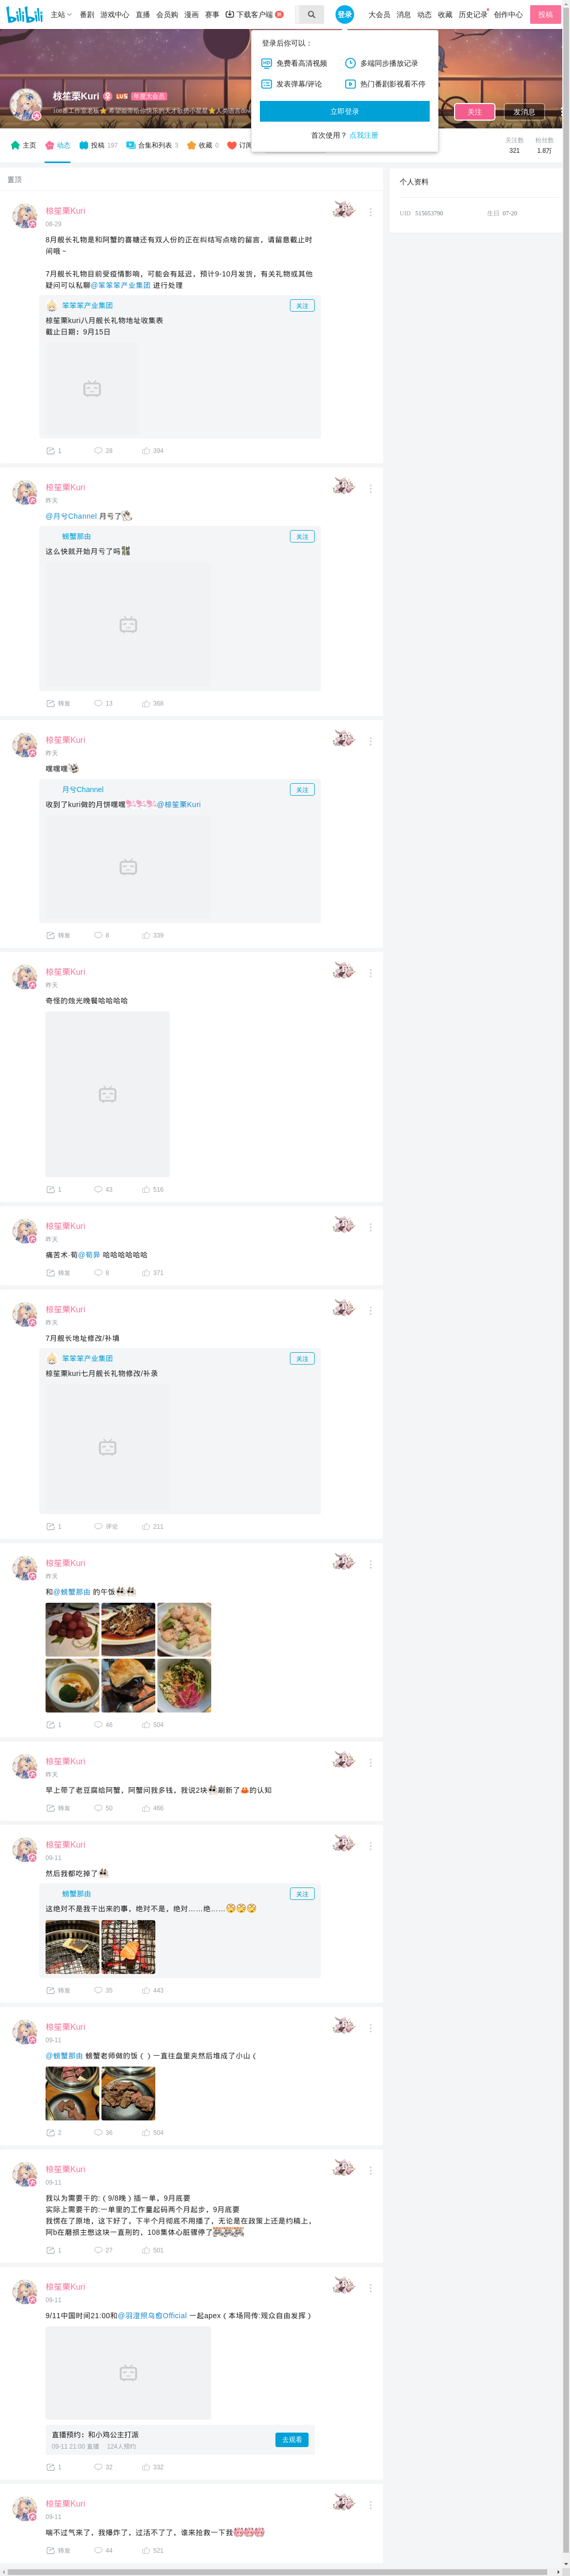 bilibili
主站 番剧 游戏中心 直播 会员购 漫画 赛事 下载客户端
登录
大会员 消息 动态 收藏 历史记录 创作中心 投稿
登录后你可以：
免费看高清视频 多端同步播放记录
发表弹幕/评论 热门番剧影视看不停
立即登录
首次使用？ 点我注册
椋笙栗Kuri LV5 年度大会员
关注 发消息
主页 动态 投稿 197 合集和列表 3 收藏 0 订阅
关注数 粉丝数
321 1.8万
置顶
个人资料
UID 515653790 生日 07-20
椋笙栗Kuri
08-29
8月舰长礼物是和阿蟹的喜糖还有双人份的正在纠结写点啥的留言，请留意截止时
间哦～
7月舰长礼物目前受疫情影响，可能会有延迟，预计9-10月发货，有关礼物或其他
疑问可以私聊@笨笨笨产业集团 进行处理
笨笨笨产业集团 关注
椋笙栗kuri八月舰长礼物地址收集表
截止日期：9月15日
1 28 394
椋笙栗Kuri
昨天
@月兮Channel 月亏了
螃蟹那由 关注
这么快就开始月亏了吗
转发 13 368
椋笙栗Kuri
昨天
嘿嘿嘿
月兮Channel 关注
收到了kuri做的月饼嘿嘿@椋笙栗Kuri
转发 8 339
椋笙栗Kuri
昨天
奇怪的烛光晚餐哈哈哈哈
1 43 516
椋笙栗Kuri
昨天
痛苦术·荀@荀异 哈哈哈哈哈哈
转发 8 371
椋笙栗Kuri
昨天
7月舰长地址修改/补填
笨笨笨产业集团 关注
椋笙栗kuri七月舰长礼物修改/补录
1 评论 211
椋笙栗Kuri
昨天
和@螃蟹那由 的午饭
1 46 504
椋笙栗Kuri
昨天
早上带了老豆腐给阿蟹，阿蟹问我多钱，我说2块刷新了的认知
转发 50 466
椋笙栗Kuri
09-11
然后我都吃掉了
螃蟹那由 关注
这绝对不是我干出来的事，绝对不是，绝对……绝……
转发 35 443
椋笙栗Kuri
09-11
@螃蟹那由 螃蟹老师做的饭（ ）一直往盘里夹然后堆成了小山（
2 36 504
椋笙栗Kuri
09-11
我以为需要干的:（ 9/8晚 ）插一单，9月底要
实际上需要干的:一单里的工作量起码两个月起步，9月底要
我愣在了原地，这下好了，下半个月彻底不用播了，无论是在政策上还是约稿上，
阿b在磨损主憋这块一直刑的，108集体心脏骤停了
1 27 501
椋笙栗Kuri
09-11
9/11中国时间21:00和@羽澄照乌愈Official 一起apex（ 本场同传:观众自由发挥 ）
直播预约：和小鸡公主打派
09-11 21:00 直播 124人预约
去观看
1 32 332
椋笙栗Kuri
09-11
喘不过气来了，我爆炸了，过活不了了，谁来抢救一下我
转发 44 521